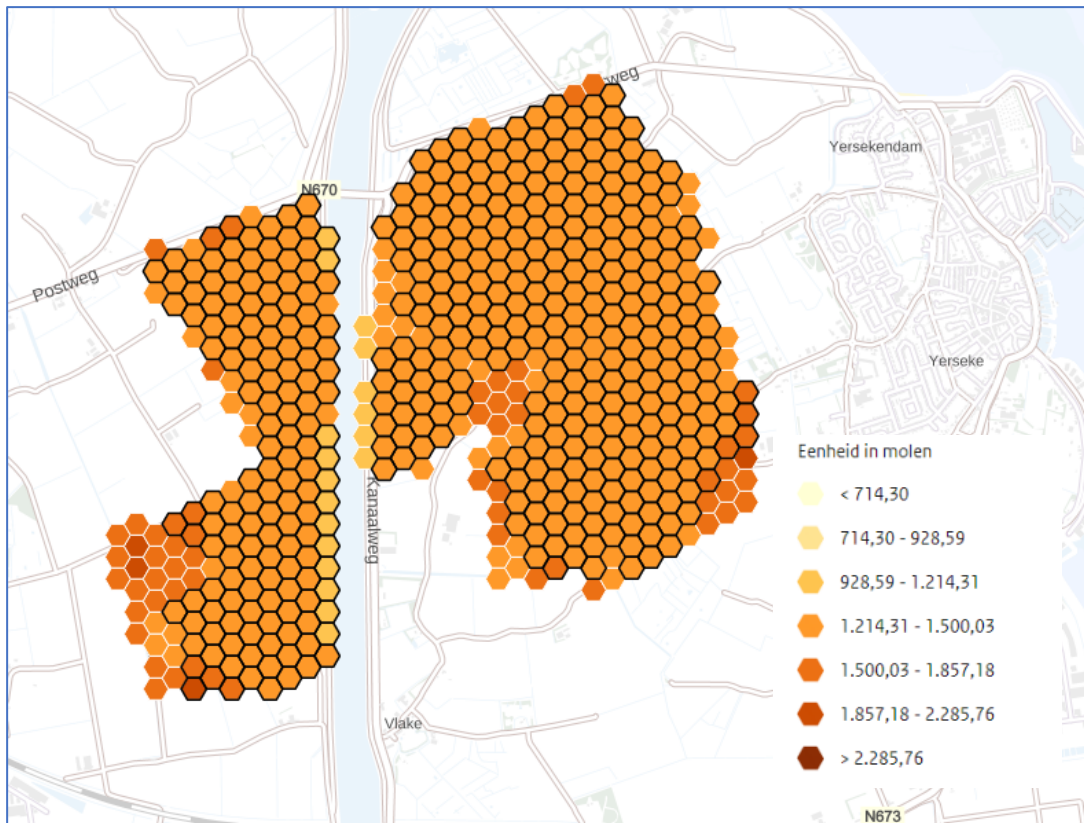 weg
Yersekendam
N670
Postweg
Yerseke
Kanaalweg
Vlake
N673
Eenheid in molen
< 714,30
714,30 - 928,59
928,59 - 1.214,31
1.214,31 - 1.500,03
1.500,03 - 1.857,18
1.857,18 - 2.285,76
> 2.285,76